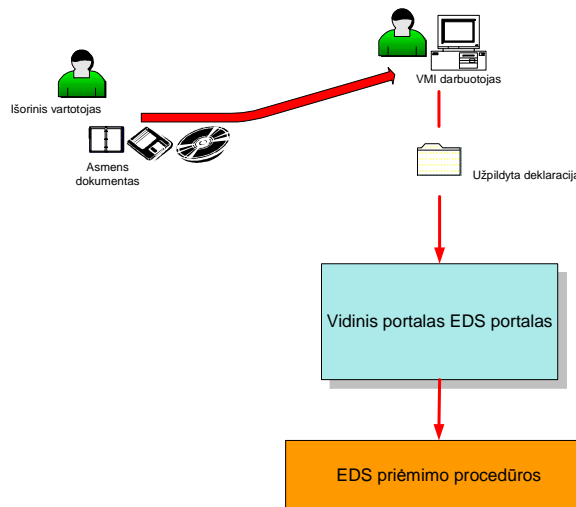 VMI darbuotojas
Išorinis vartotojas
Asmens
dokumentas
Užpildyta deklaracija
Vidinis portalas EDS portalas
EDS priėmimo procedūros